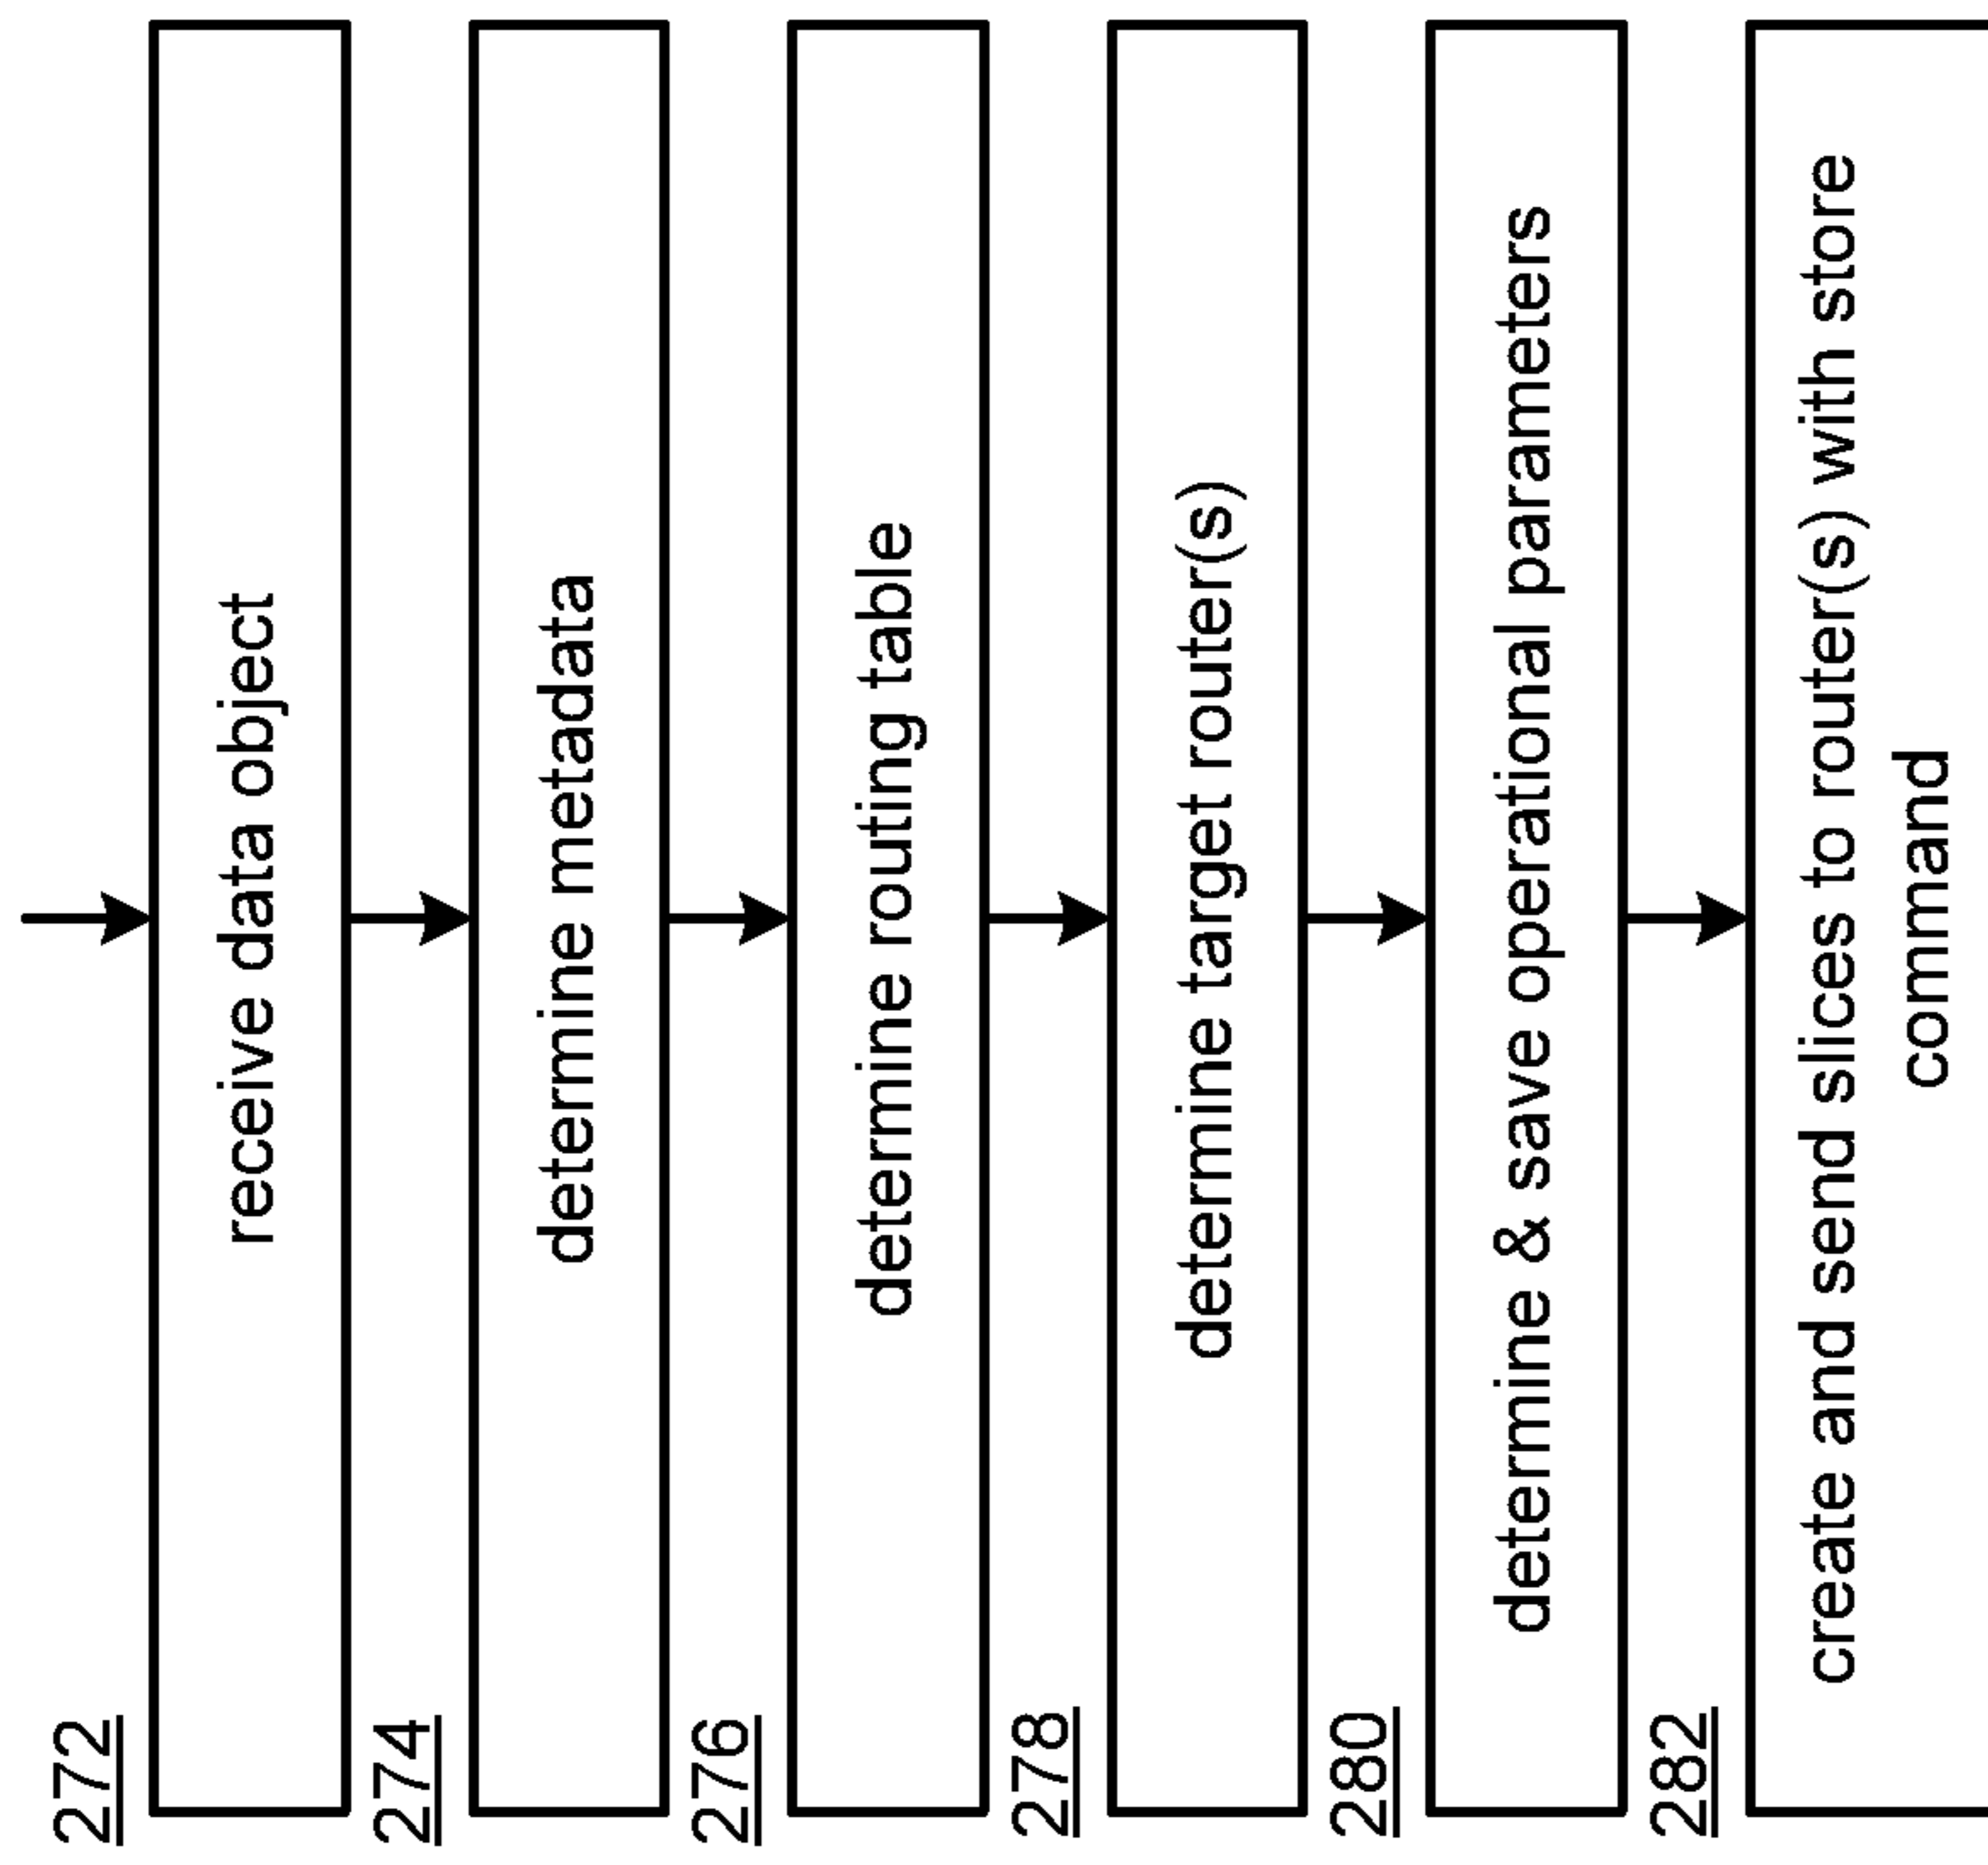 272
receive data object
274
determine metadata
276
determine routing table
278
determine target router(s)
280
determine & save operational parameters
282
create and send slices to router(s) with store
command